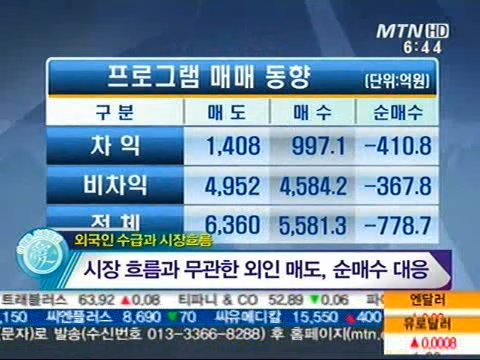 MTN HD
6:44
프로그램 매매 동향 (단위:억원)
구 분 매 도 매 수 순매수
차 익 1,408 997.1 -410.8
비차익 4,952 4,584.2 -367.8
전 체 6,360 5,581.3 -778.7
외국인 수급과 시장흐름
시장 흐름과 무관한 외인 매도, 순매수 대응
트래블러스 63.92 ▲0.08 티파니 & CO 52.89 ▼0.06 타
,150 씨엔플러스 8,690 ▼70 씨유메디칼 15,550 ▲400
문자)로 발송(수신번호 013-3366-8288) 후 홈페이지(mtn.c
엔달러
유로달러
▲0.0008